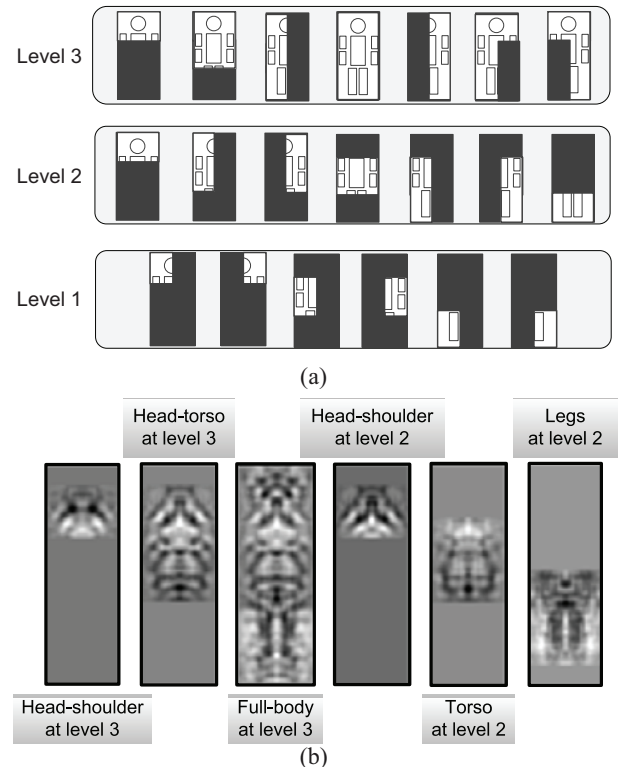 Level 3
Level 2
Level 1
(a)
Head-torso
at level 3
Head-shoulder
at level 2
Legs
at level 2
Head-shoulder
at level 3
Full-body
at level 3
Torso
at level 2
(b)